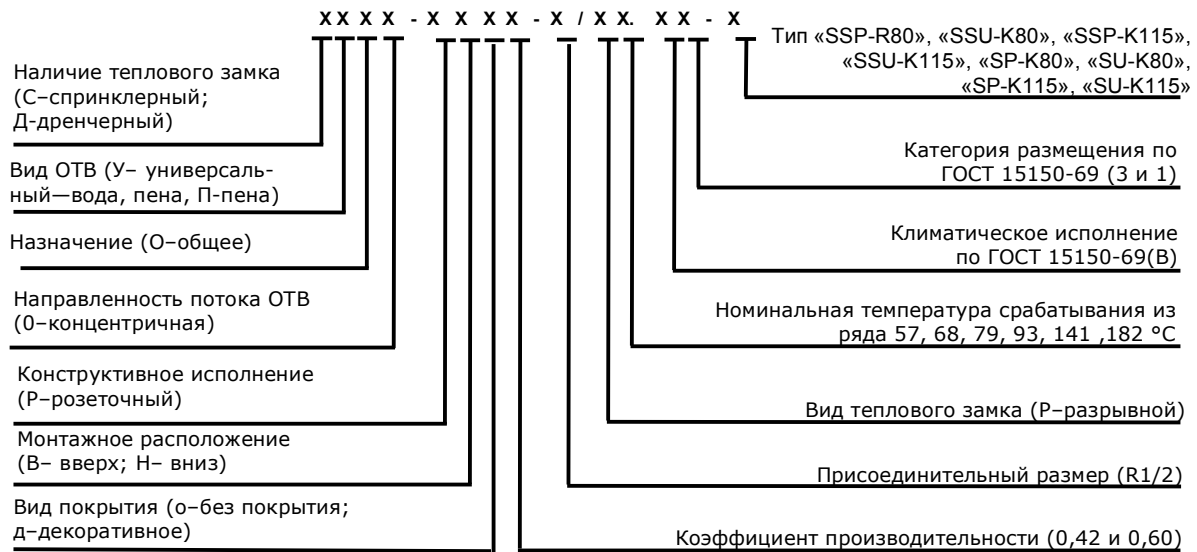 X X X X - X X X X - X / X X. X X - X
Наличие теплового замка
(С–спринклерный;
Д-дренчерный)
Вид ОТВ (У– универсаль-
ный—вода, пена, П-пена)
Назначение (О–общее)
Направленность потока ОТВ
(0–концентричная)
Конструктивное исполнение
(Р–розеточный)
Монтажное расположение
(В– вверх; Н– вниз)
Вид покрытия (о–без покрытия;
д–декоративное)
Тип «SSP-R80», «SSU-K80», «SSP-K115»,
«SSU-K115», «SP-K80», «SU-K80»,
«SP-K115», «SU-K115»
Категория размещения по
ГОСТ 15150-69 (3 и 1)
Климатическое исполнение
по ГОСТ 15150-69(В)
Номинальная температура срабатывания из
ряда 57, 68, 79, 93, 141 ,182 °C
Вид теплового замка (Р–разрывной)
Присоединительный размер (R1/2)
Коэффициент производительности (0,42 и 0,60)